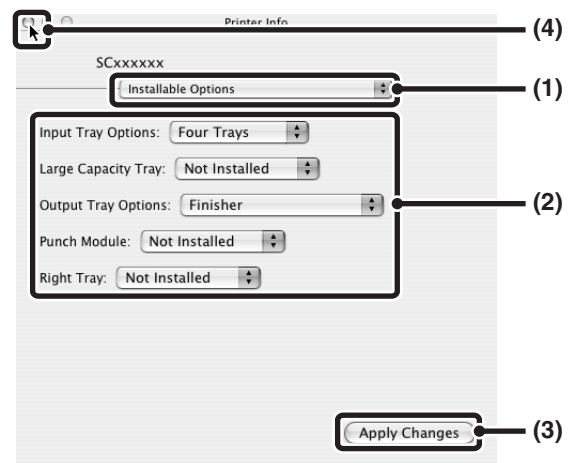 Printer Info
(4)
SCxxxxxx
Installable Options
(1)
Input Tray Options: Four Trays
Large Capacity Tray: Not Installed
Output Tray Options: Finisher
(2)
Punch Module: Not Installed
Right Tray: Not Installed
Apply Changes
(3)